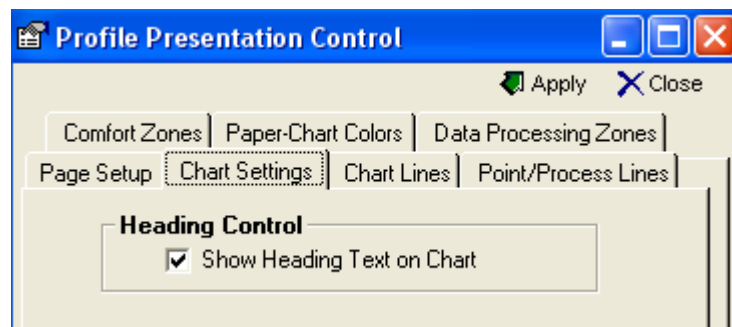 Profile Presentation Control
Apply Close
Comfort Zones Paper-Chart Colors Data Processing Zones
Page Setup Chart Settings Chart Lines Point/Process Lines
Heading Control
Show Heading Text on Chart